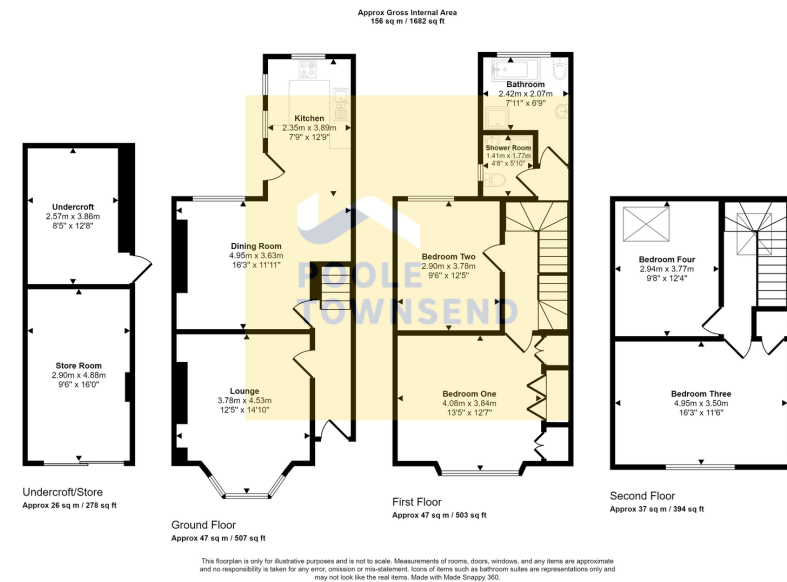 Approx Gross Internal Area
156 sq m / 1682 sq ft
Undercroft
2.57m x 3.86m
8'5" x 12'8"
Store Room
2.90m x 4.88m
9'6" x 16'0"
Undercroft/Store
Approx 26 sq m / 278 sq ft
Kitchen
2.35m x 3.89m
7'9" x 12'9"
Dining Room
4.95m x 3.63m
16'3" x 11'11"
Lounge
3.78m x 4.53m
12'5" x 14'10"
Ground Floor
Approx 47 sq m / 507 sq ft
POOLE
TOWNSEND
Bathroom
2.42m x 2.07m
7'11" x 6'9"
Shower Room
1.41m x 1.77m
4'8" x 5'10"
Bedroom Two
2.90m x 3.78m
9'6" x 12'5"
Bedroom One
4.08m x 3.84m
13'5" x 12'7"
First Floor
Approx 47 sq m / 503 sq ft
Bedroom Four
2.94m x 3.77m
9'8" x 12'4"
Bedroom Three
4.95m x 3.50m
16'3" x 11'6"
Second Floor
Approx 37 sq m / 394 sq ft
This floorplan is only for illustrative purposes and is not to scale. Measurements of rooms, doors, windows, and any items are approximate
and no responsibility is taken for any error, omission or mis-statement. Icons of items such as bathroom suites are representations only and
may not look like the real items. Made with Made Snappy 360.